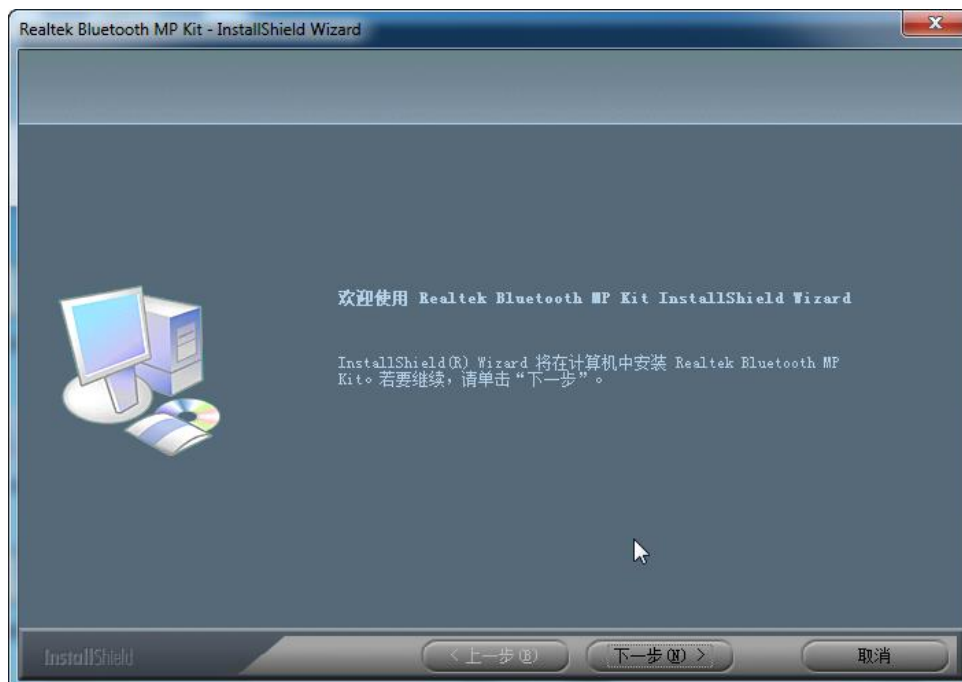 Realtek Bluetooth MP Kit - InstallShield Wizard
欢迎使用 Realtek Bluetooth MP Kit InstallShield Wizard
InstallShield(R) Wizard 将在计算机中安装 Realtek Bluetooth MP
Kit。若要继续，请单击“下一步”。
InstallShield
< 上一步(B)
下一步(N) >
取消